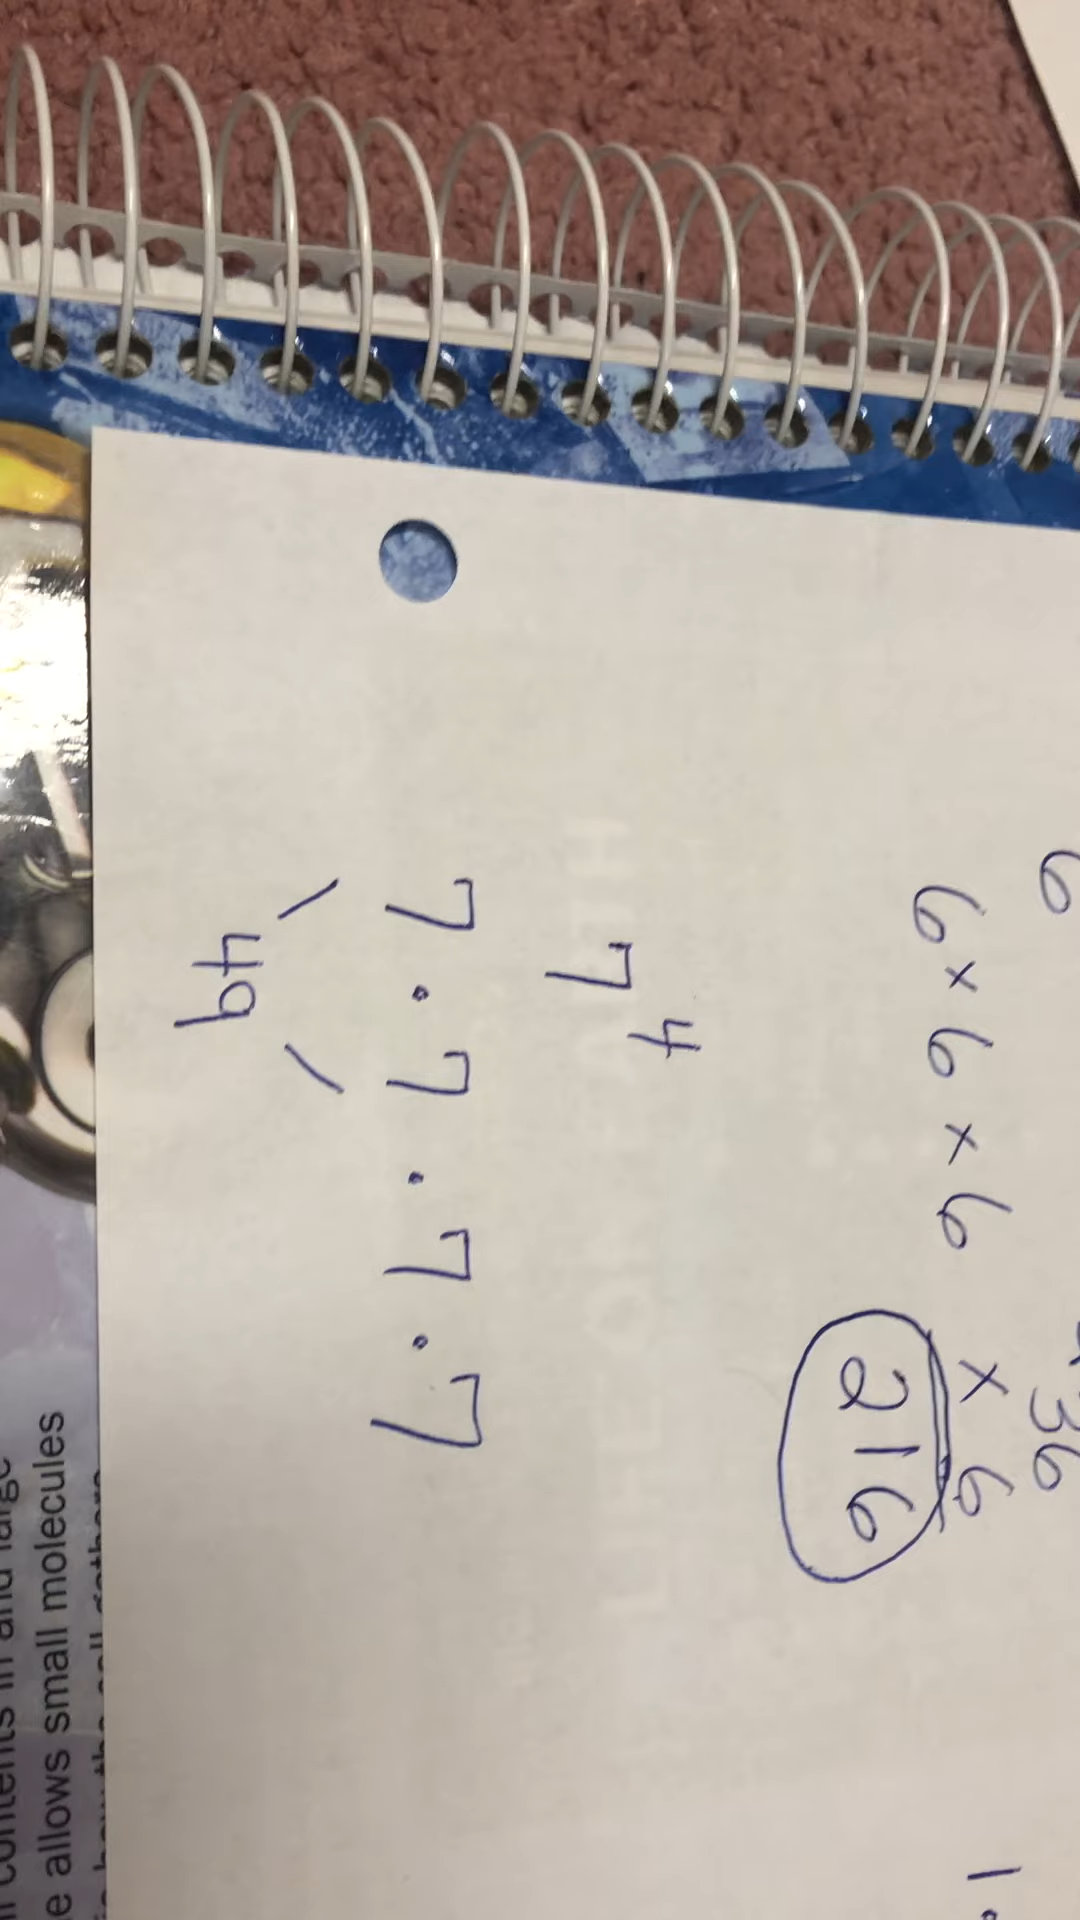 6
36
6 × 6 × 6 × 6
216
7⁴
7 · 7 · 7 · 7
49
allows small molecules